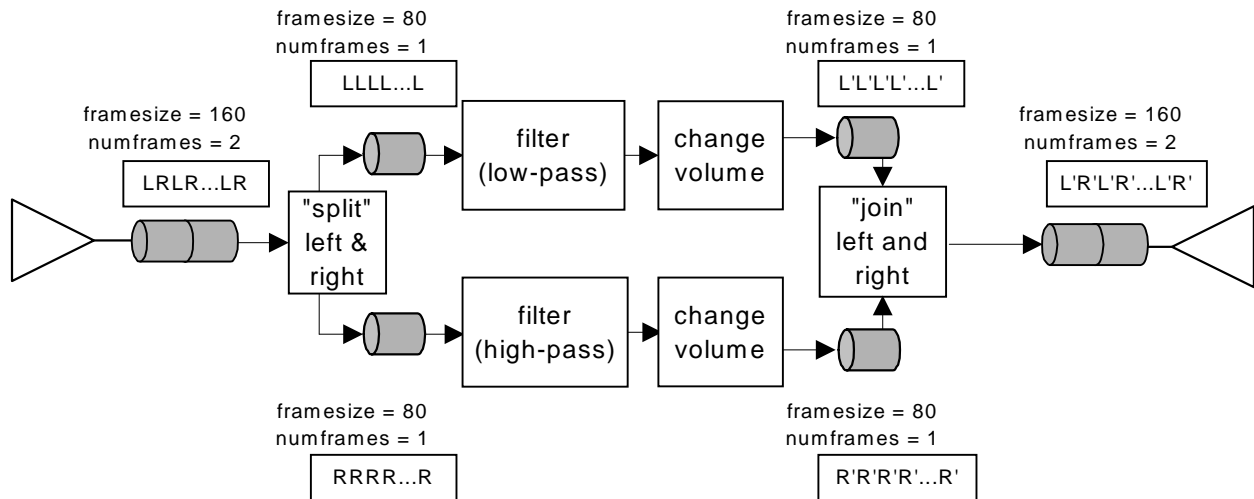 framesize = 80
numframes = 1
LLLL...L
framesize = 80
numframes = 1
L'L'L'L'...L'
framesize = 160
numframes = 2
LRLR...LR
filter
(low-pass)
change
volume
framesize = 160
numframes = 2
L'R'L'R'...L'R'
"split"
left &
right
"join"
left and
right
filter
(high-pass)
change
volume
framesize = 80
numframes = 1
RRRR...R
framesize = 80
numframes = 1
R'R'R'R'...R'